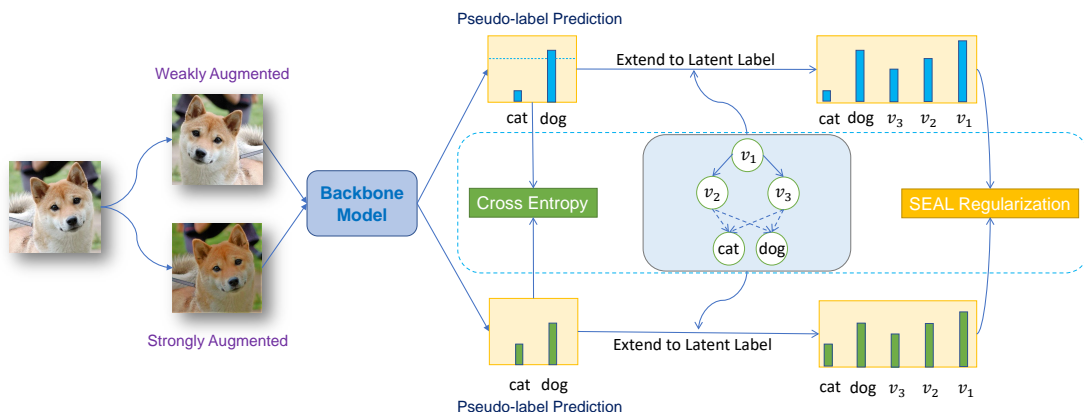 Pseudo-label Prediction
Weakly Augmented
Extend to Latent Label
cat dog
cat dog v₃ v₂ v₁
Backbone
Model
Cross Entropy
v₁
v₂ v₃
cat dog
SEAL Regularization
Strongly Augmented
Extend to Latent Label
cat dog
cat dog v₃ v₂ v₁
Pseudo-label Prediction